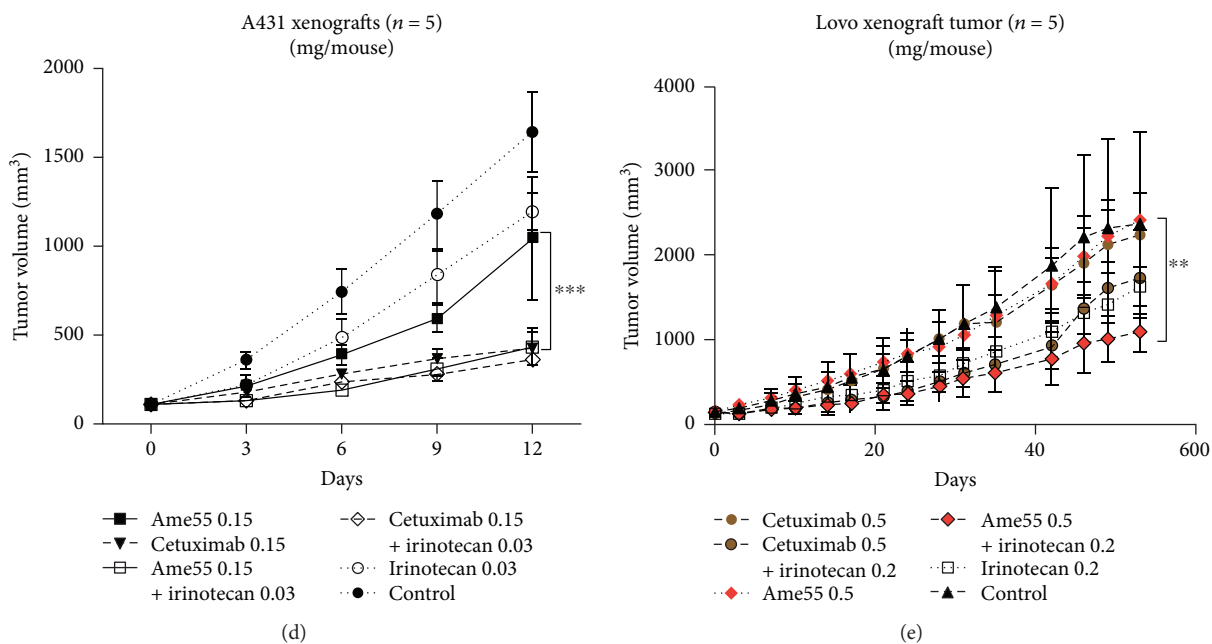 A431 xenografts (n = 5)
(mg/mouse)
Tumor volume (mm³)
2000
1500
1000
500
0
***
0
3
6
9
12
Days
Ame55 0.15
Cetuximab 0.15
Ame55 0.15
+ irinotecan 0.03
Cetuximab 0.15
+ irinotecan 0.03
Irinotecan 0.03
Control
(d)
Lovo xenograft tumor (n = 5)
(mg/mouse)
Tumor volume (mm³)
4000
3000
2000
1000
0
**
0
20
40
600
Days
Cetuximab 0.5
Cetuximab 0.5
+ irinotecan 0.2
Ame55 0.5
Ame55 0.5
+ irinotecan 0.2
Irinotecan 0.2
Control
(e)